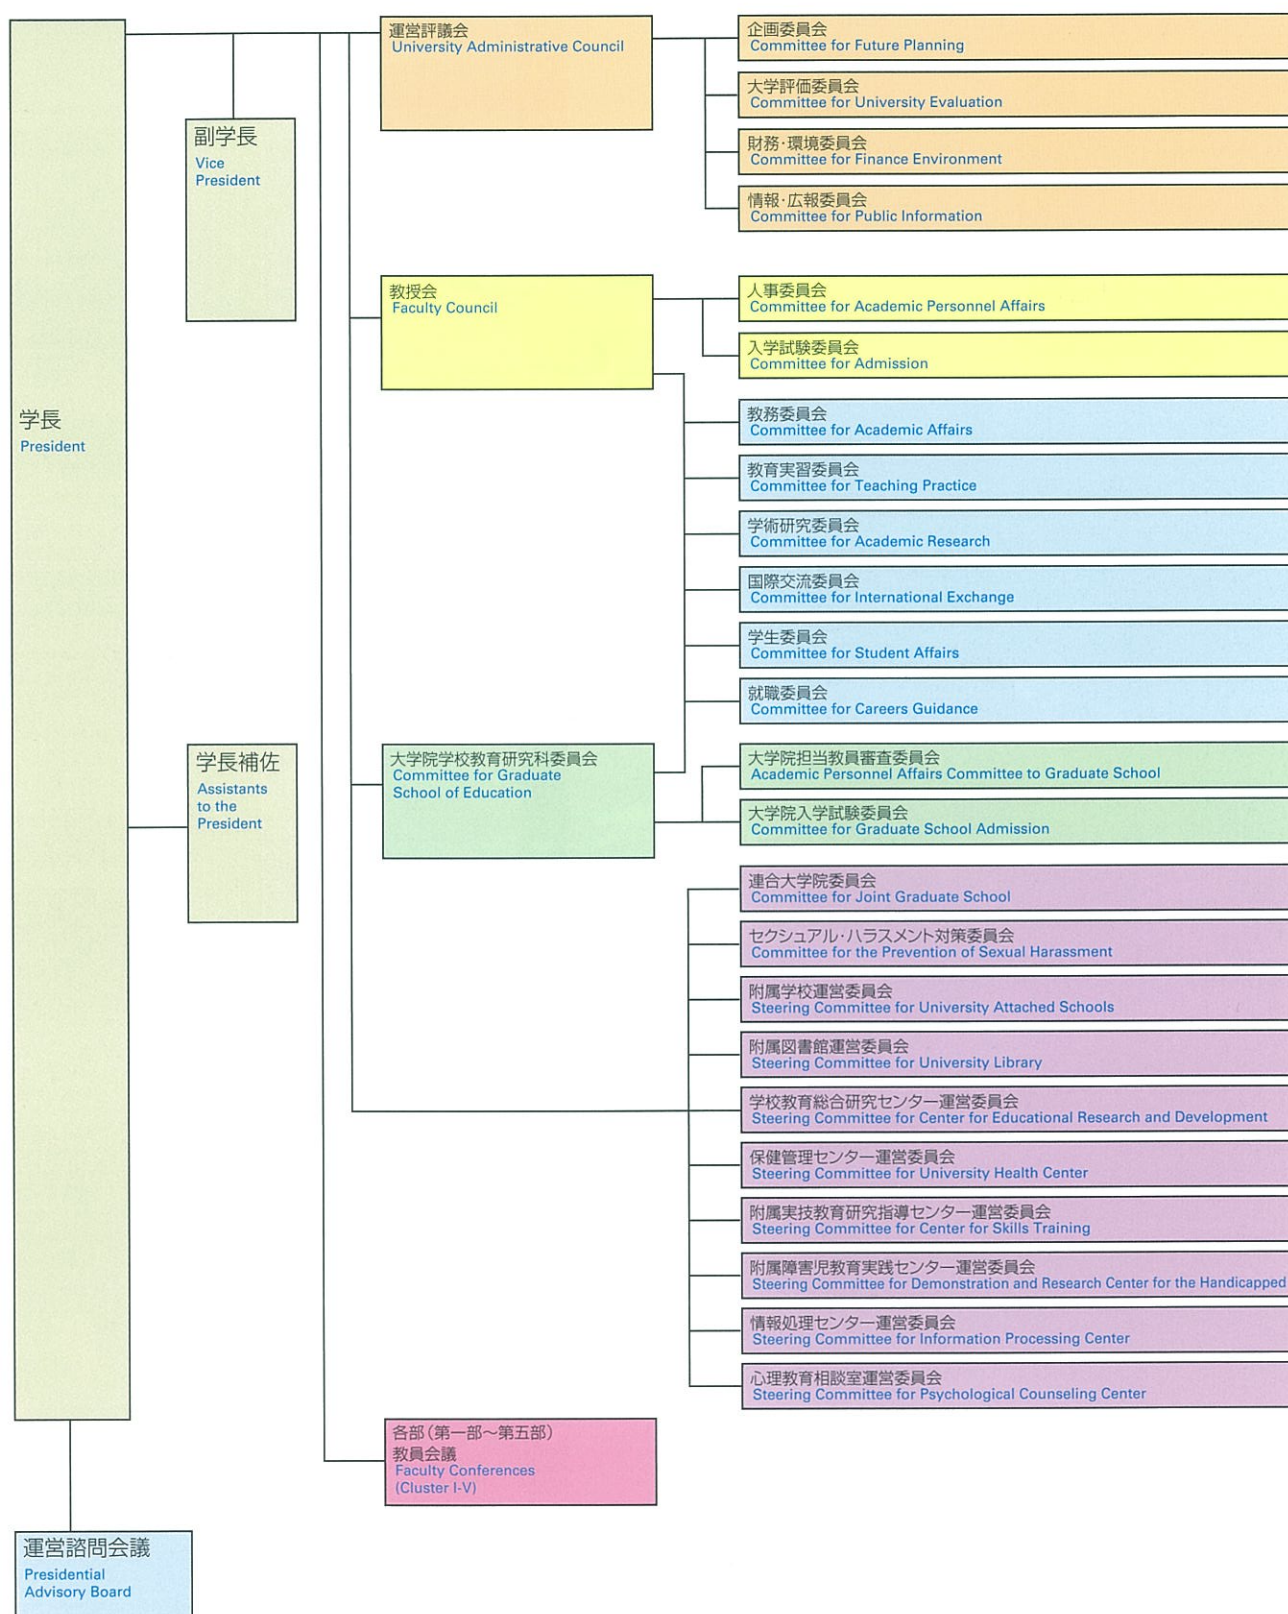 学長
President
副学長
Vice
President
学長補佐
Assistants
to the
President
運営諮問会議
Presidential
Advisory Board
運営評議会
University Administrative Council
企画委員会
Committee for Future Planning
大学評価委員会
Committee for University Evaluation
財務・環境委員会
Committee for Finance Environment
情報・広報委員会
Committee for Public Information
教授会
Faculty Council
人事委員会
Committee for Academic Personnel Affairs
入学試験委員会
Committee for Admission
教務委員会
Committee for Academic Affairs
教育実習委員会
Committee for Teaching Practice
学術研究委員会
Committee for Academic Research
国際交流委員会
Committee for International Exchange
学生委員会
Committee for Student Affairs
就職委員会
Committee for Careers Guidance
大学院学校教育研究科委員会
Committee for Graduate
School of Education
大学院担当教員審査委員会
Academic Personnel Affairs Committee to Graduate School
大学院入学試験委員会
Committee for Graduate School Admission
連合大学院委員会
Committee for Joint Graduate School
セクシュアル・ハラスメント対策委員会
Committee for the Prevention of Sexual Harassment
附属学校運営委員会
Steering Committee for University Attached Schools
附属図書館運営委員会
Steering Committee for University Library
学校教育総合研究センター運営委員会
Steering Committee for Center for Educational Research and Development
保健管理センター運営委員会
Steering Committee for University Health Center
附属実技教育研究指導センター運営委員会
Steering Committee for Center for Skills Training
附属障害児教育実践センター運営委員会
Steering Committee for Demonstration and Research Center for the Handicapped
情報処理センター運営委員会
Steering Committee for Information Processing Center
心理教育相談室運営委員会
Steering Committee for Psychological Counseling Center
各部（第一部～第五部）
教員会議
Faculty Conferences
(Cluster I-V)